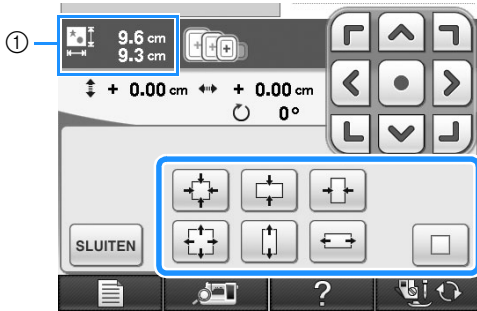 ①
9.6 cm
9.3 cm
+ 0.00 cm + 0.00 cm
0°
SLUITEN
?